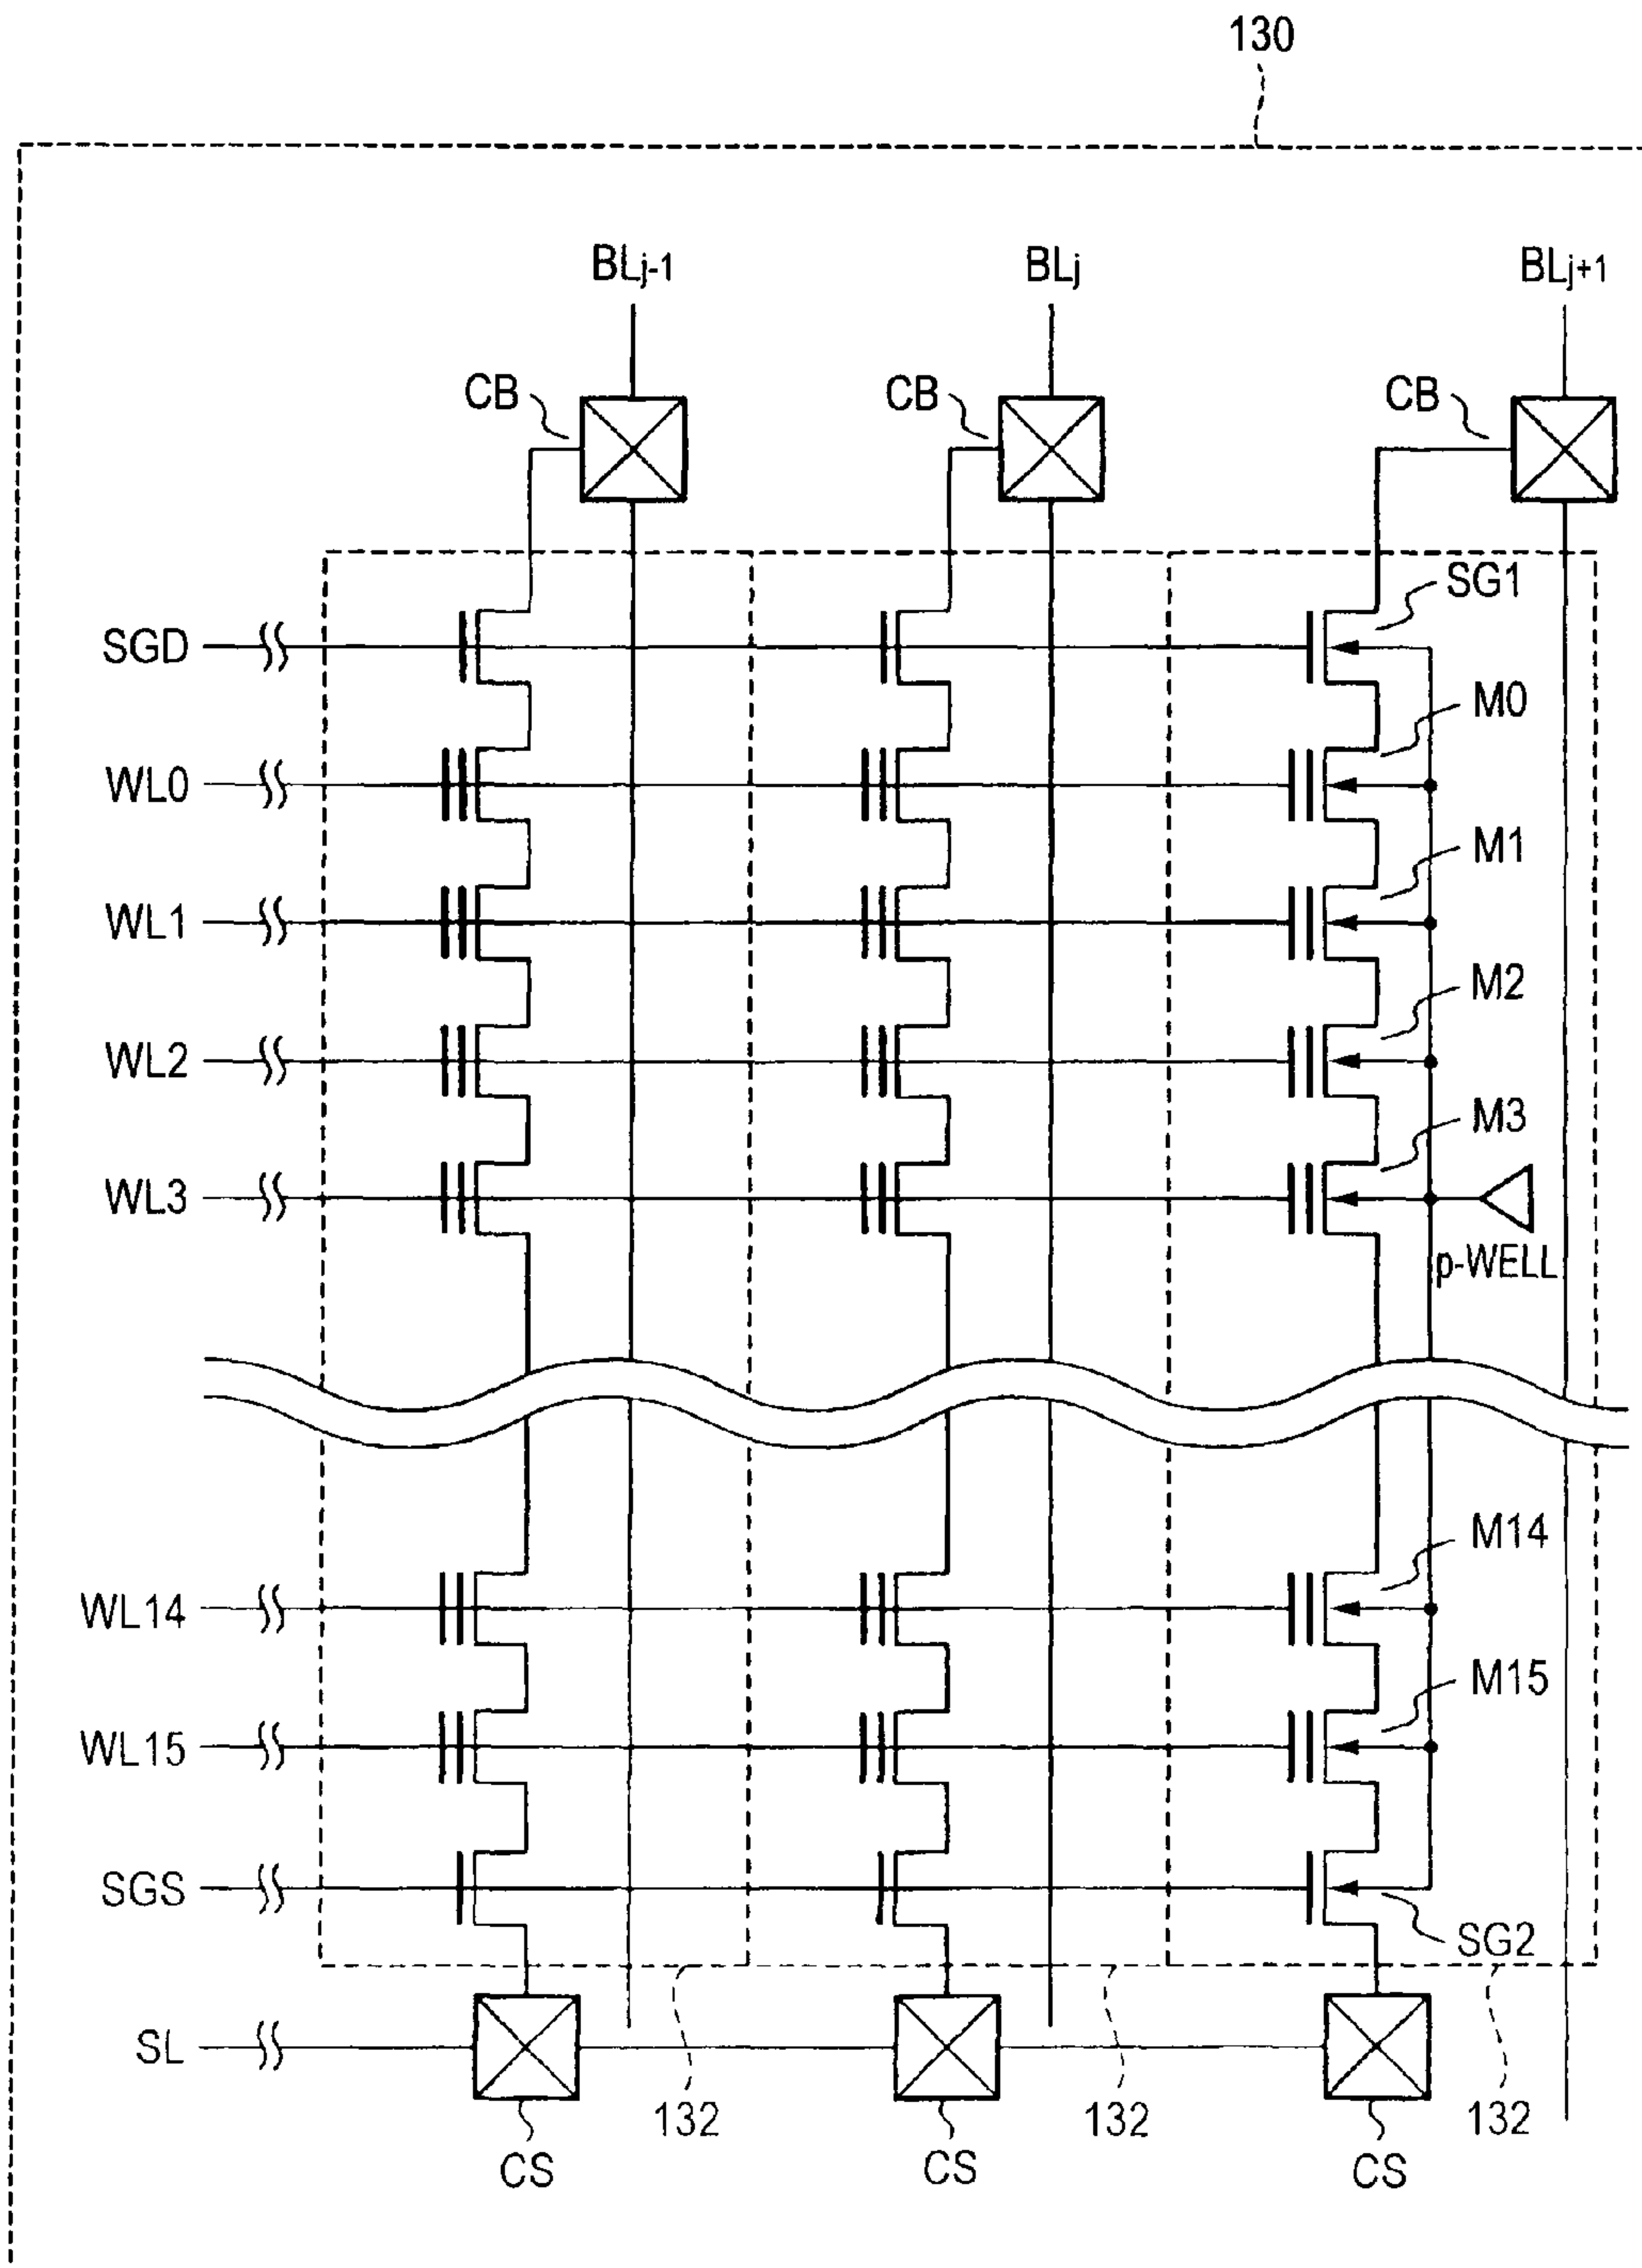 130
BLj-1 BLj BLj+1
CB CB CB
SG1
SGD
M0
WL0
M1
WL1
M2
WL2
M3
WL3
p-WELL
M14
WL14
M15
WL15
SGS
SG2
SL
132 132 132
CS CS CS